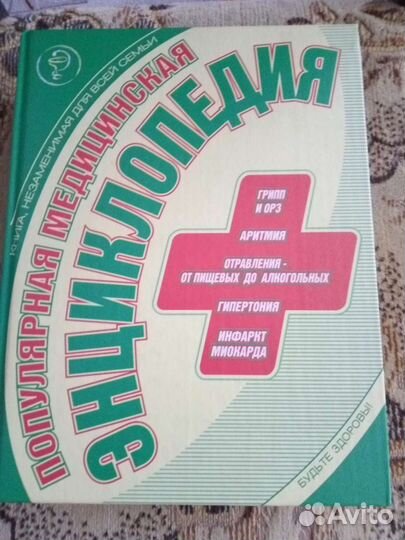 КНИГА, НЕЗАМЕНИМАЯ ДЛЯ ВСЕЙ СЕМЬИ
ПОПУЛЯРНАЯ МЕДИЦИНСКАЯ
ЭНЦИКЛОПЕДИЯ
ГРИПП
И ОРЗ
АРИТМИЯ
ОТРАВЛЕНИЯ -
ОТ ПИЩЕВЫХ ДО АЛКОГОЛЬНЫХ
ГИПЕРТОНИЯ
ИНФАРКТ
МИОКАРДА
БУДЬТЕ ЗДОРОВЫ!
Avito